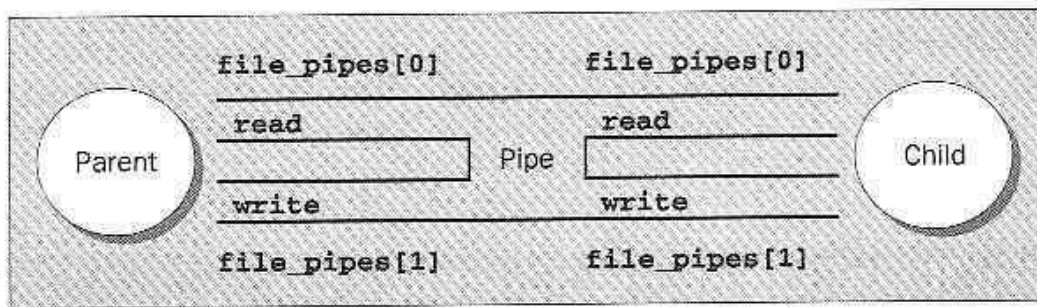 file_pipes[0] file_pipes[0]
read read
Parent Pipe Child
write write
file_pipes[1] file_pipes[1]